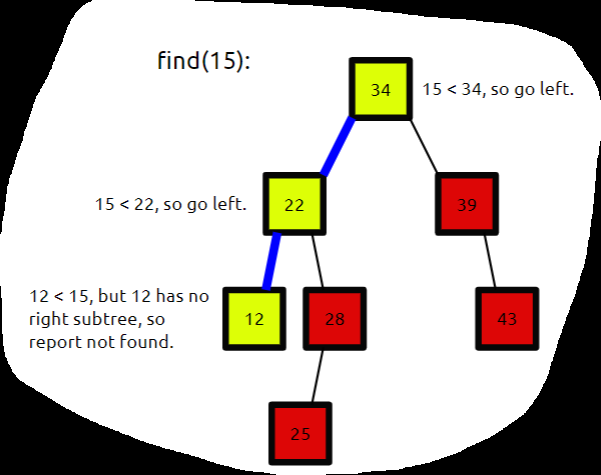 find(15):
34
15 < 34, so go left.
15 < 22, so go left.
22
39
12 < 15, but 12 has no
right subtree, so
report not found.
12
28
43
25